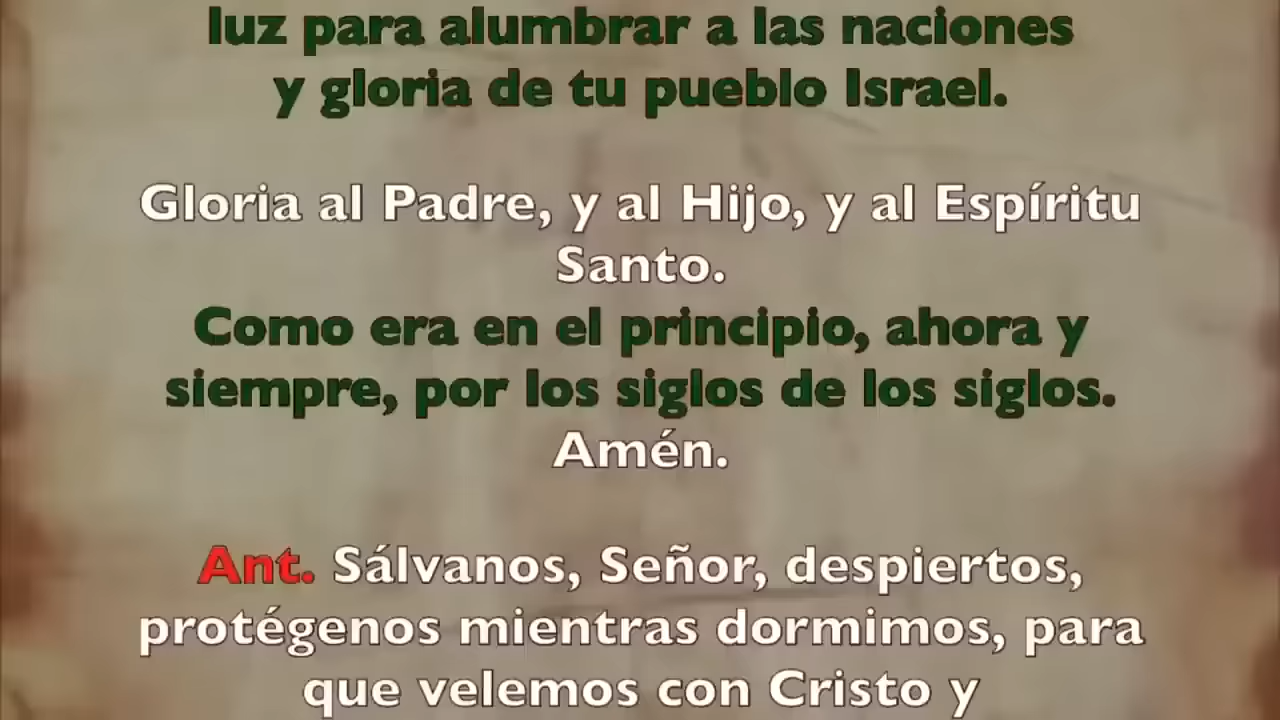 luz para alumbrar a las naciones
y gloria de tu pueblo Israel.
Gloria al Padre, y al Hijo, y al Espíritu
Santo.
Como era en el principio, ahora y
siempre, por los siglos de los siglos.
Amén.
Ant. Sálvanos, Señor, despiertos,
protégenos mientras dormimos, para
que velemos con Cristo y